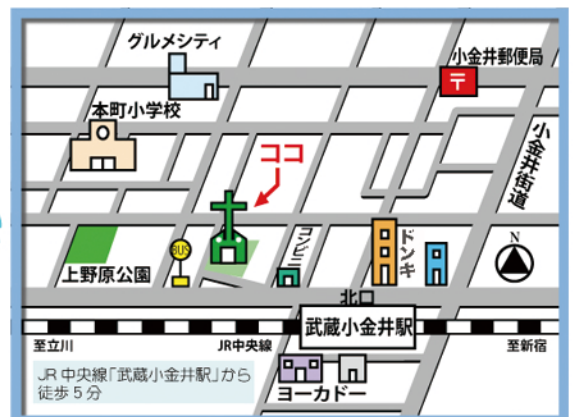 グルメシティ
小金井郵便局
〒
本町小学校
小金井街道
ココ
コンビニ
ドンキ
BUS
N
上野原公園
北口
武蔵小金井駅
至立川
JR中央線
至新宿
JR中央線「武蔵小金井駅」から
徒歩5分
ヨーカドー